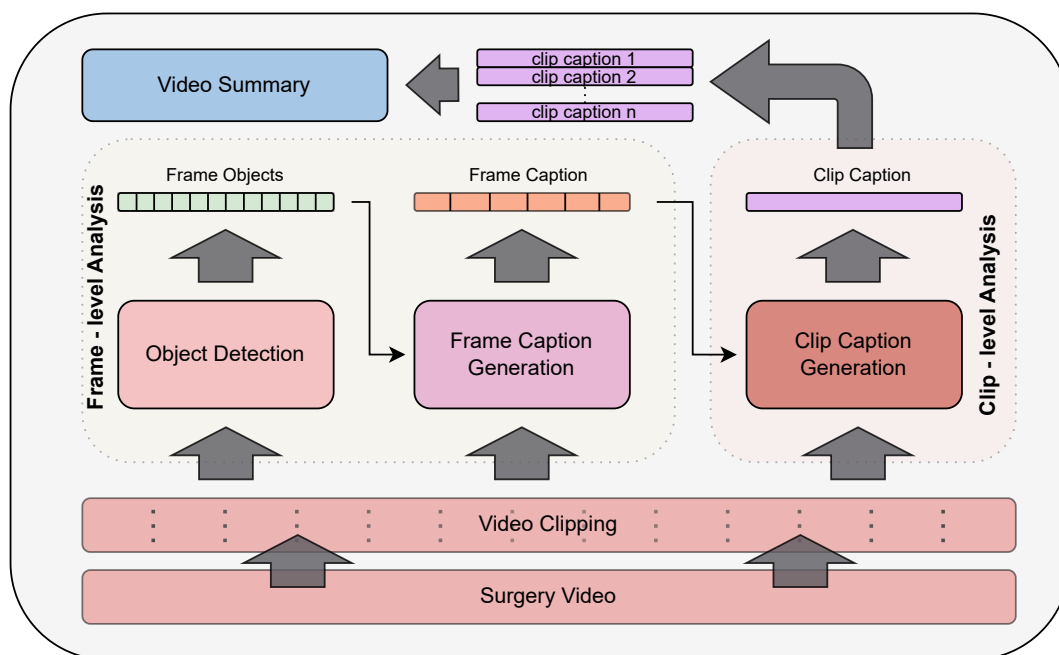 Video Summary
clip caption 1
clip caption 2
clip caption n
Frame Objects
Frame Caption
Clip Caption
Frame - level Analysis
Object Detection
Frame Caption
Generation
Clip Caption
Generation
Clip - level Analysis
Video Clipping
Surgery Video